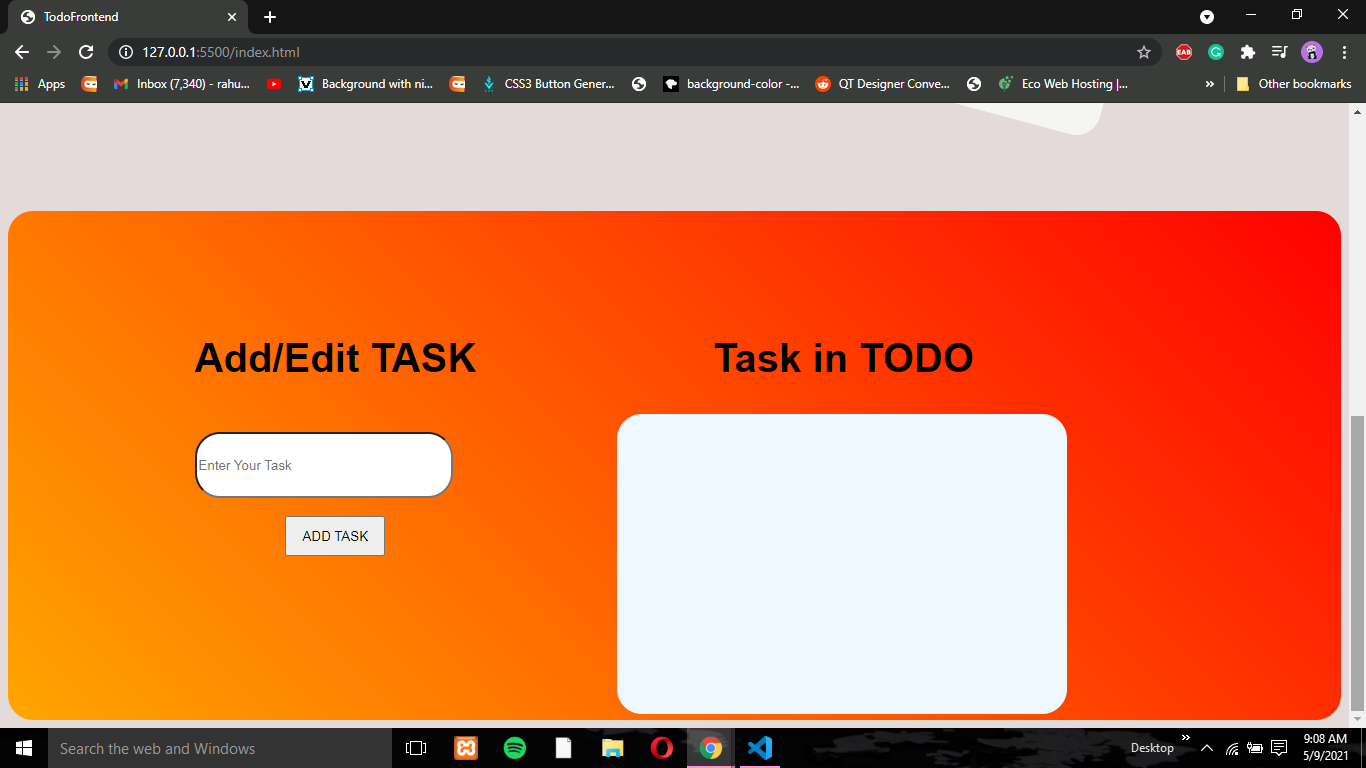 TodoFrontend
127.0.0.1:5500/index.html
EAB
Apps
Inbox (7,340) - rahu...
Background with ni...
CSS3 Button Gener...
background-color -...
QT Designer Conve...
Eco Web Hosting |...
»
Other bookmarks
Add/Edit TASK
Task in TODO
Enter Your Task
ADD TASK
Search the web and Windows
Desktop
»
9:08 AM
5/9/2021